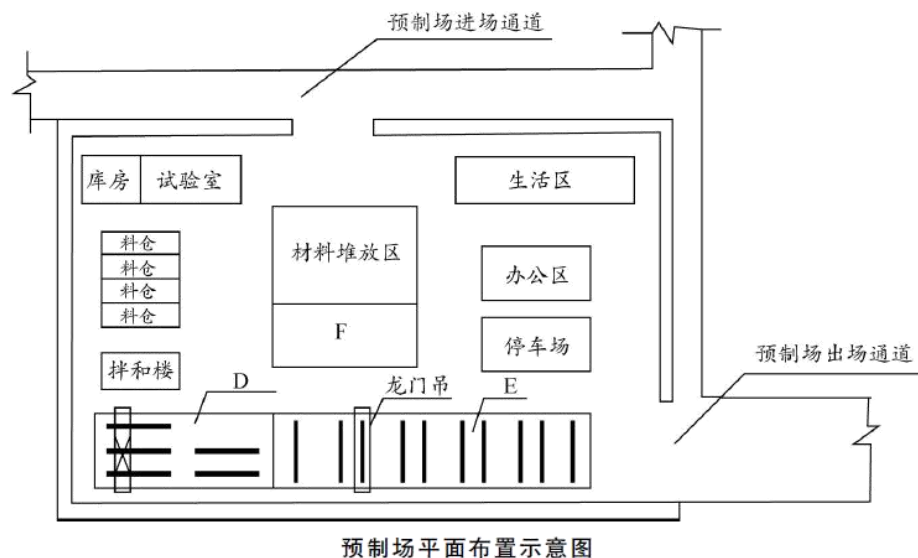 预制场进场通道
库房
试验室
生活区
料仓
料仓
料仓
料仓
材料堆放区
办公区
F
停车场
预制场出场通道
拌和楼
D
龙门吊
E
预制场平面布置示意图